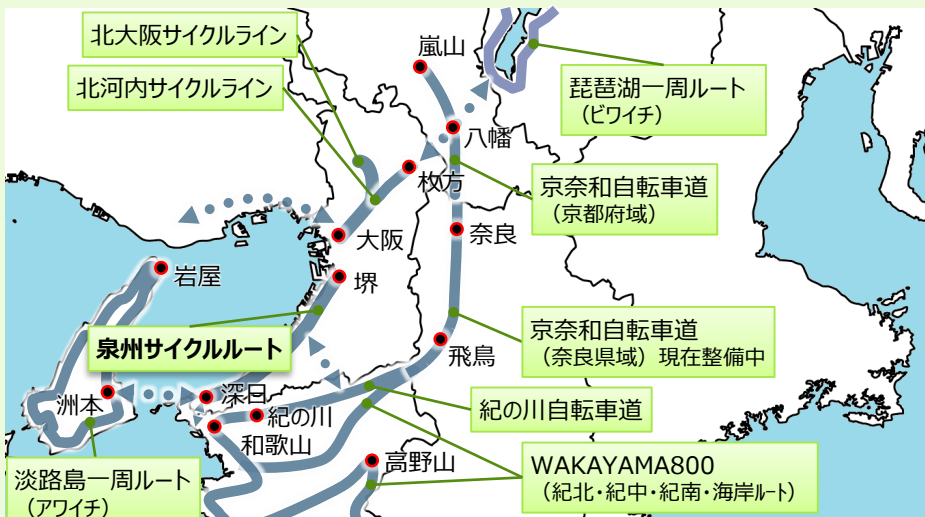 北大阪サイクルライン
嵐山
北河内サイクルライン
琵琶湖一周ルート
（ビワイチ）
八幡
枚方
京奈和自転車道
（京都府域）
大阪
奈良
岩屋
堺
泉州サイクルルート
京奈和自転車道
（奈良県域）現在整備中
飛鳥
洲本
深日
紀の川
紀の川自転車道
和歌山
高野山
WAKAYAMA800
（紀北・紀中・紀南・海岸ルート）
淡路島一周ルート
（アワイチ）